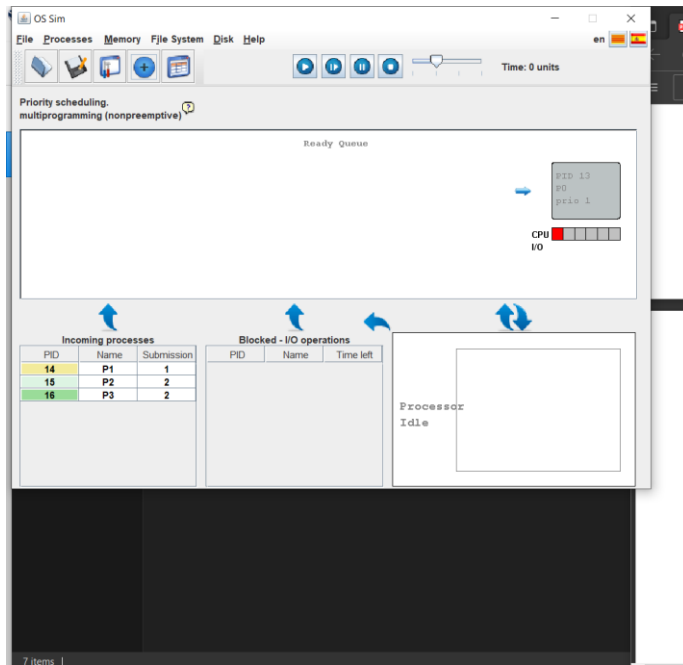 OS Sim
File Processes Memory File System Disk Help
en
Time: 0 units
Priority scheduling.
multiprogramming (nonpreemptive)
?
Ready Queue
PID 13
P0
prio 1
CPU
I/O
Incoming processes
PID Name Submission
14 P1 1
15 P2 2
16 P3 2
Blocked - I/O operations
PID Name Time left
Processor
Idle
7 items